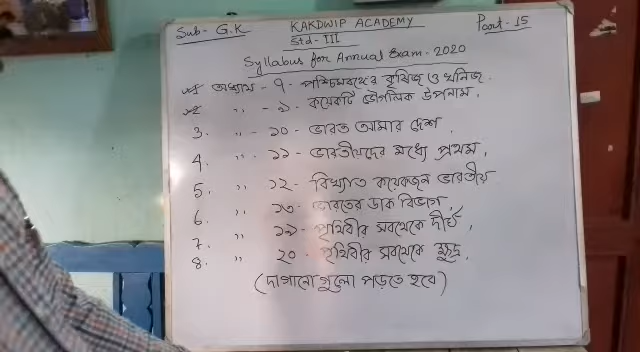 Sub- G.K KAKDWIP ACADEMY Part- 15
Std- III
Syllabus for Annual Exam- 2020
অধ্যায় - ৭ - পশ্চিমবঙ্গের কৃষিজ ও খনিজ.
" - ৯ - কয়েকটি ভৌগলিক উপনাম,
3. " - ১০ - ভারত আমার দেশ,
4. " - ১১ - ভারতীয়দের মধ্যে প্রথম,
5. " ১২ - বিখ্যাত কয়েকজন ভারতীয়
6. " ১৩ - ভারতের ডাক বিভাগ,
7. " ১৯ - পৃথিবীর সবথেকে দীর্ঘ,
8. " ২০ - পৃথিবীর সবথেকে ক্ষুদ্র,
(দাগানো গুলো পড়তে হবে)